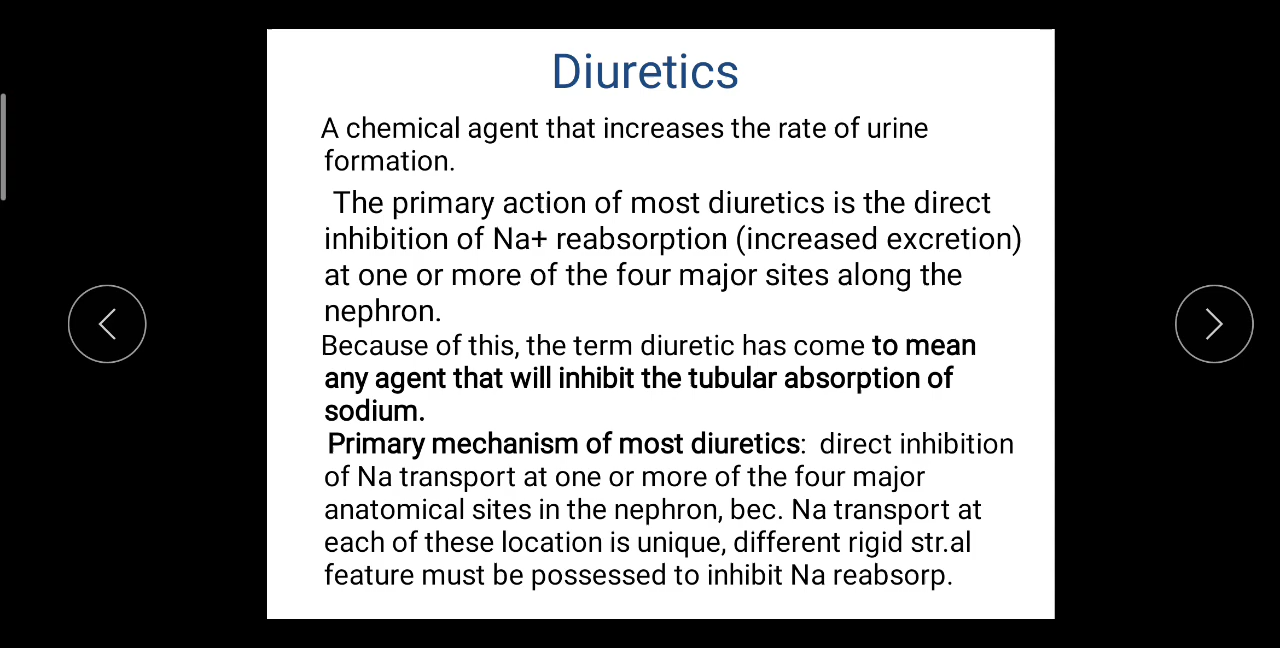 Diuretics
A chemical agent that increases the rate of urine
formation.
The primary action of most diuretics is the direct
inhibition of Na+ reabsorption (increased excretion)
at one or more of the four major sites along the
nephron.
Because of this, the term diuretic has come to mean
any agent that will inhibit the tubular absorption of
sodium.
Primary mechanism of most diuretics: direct inhibition
of Na transport at one or more of the four major
anatomical sites in the nephron, bec. Na transport at
each of these location is unique, different rigid str.al
feature must be possessed to inhibit Na reabsorp.